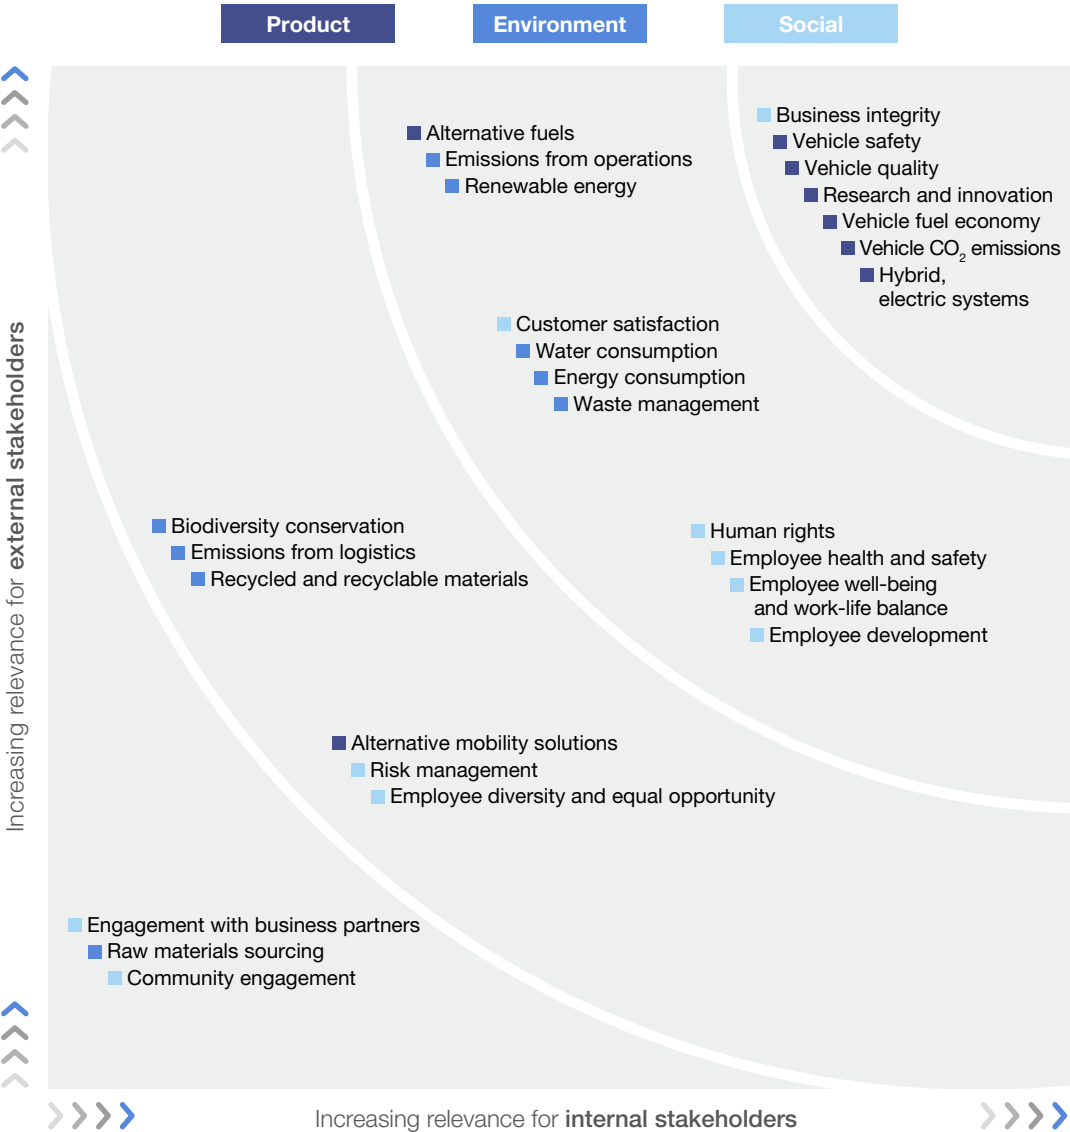 Product
Environment
Social
Business integrity
Vehicle safety
Vehicle quality
Research and innovation
Vehicle fuel economy
Vehicle CO₂ emissions
Hybrid,
electric systems
Alternative fuels
Emissions from operations
Renewable energy
Customer satisfaction
Water consumption
Energy consumption
Waste management
Biodiversity conservation
Emissions from logistics
Recycled and recyclable materials
Human rights
Employee health and safety
Employee well-being
and work-life balance
Employee development
Alternative mobility solutions
Risk management
Employee diversity and equal opportunity
Engagement with business partners
Raw materials sourcing
Community engagement
Increasing relevance for external stakeholders
Increasing relevance for internal stakeholders